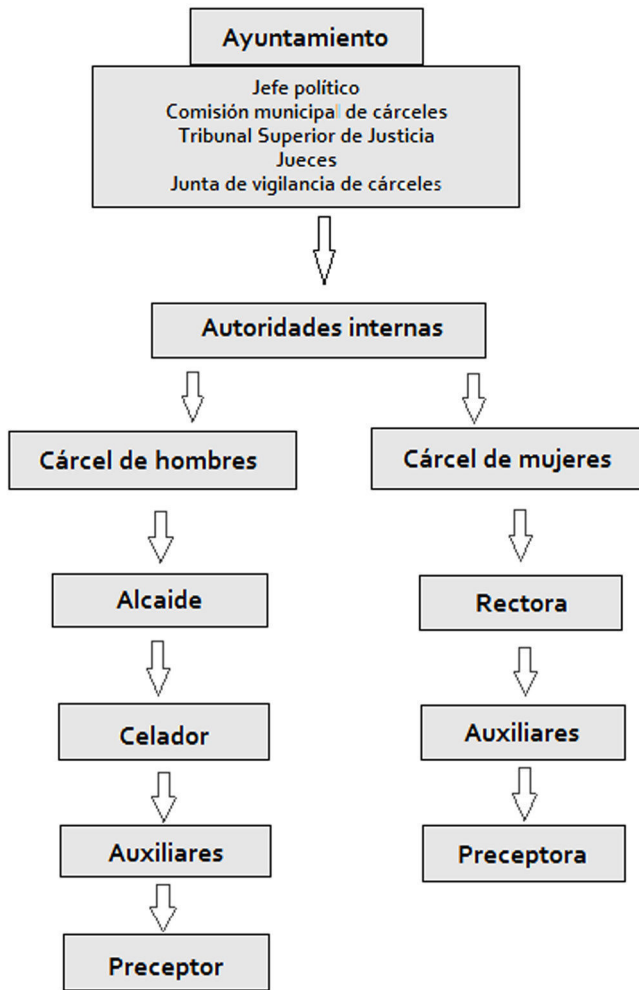 Ayuntamiento
Jefe político
Comisión municipal de cárceles
Tribunal Superior de Justicia
Jueces
Junta de vigilancia de cárceles
Autoridades internas
Cárcel de hombres
Cárcel de mujeres
Alcaide
Rectora
Celador
Auxiliares
Auxiliares
Preceptora
Preceptor